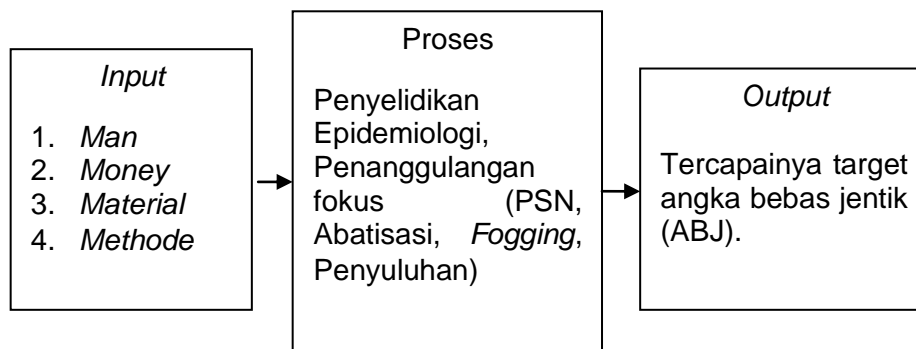 Input
1. Man
2. Money
3. Material
4. Methode
Proses
Penyelidikan
Epidemiologi,
Penanggulangan
fokus (PSN,
Abatisasi, Fogging,
Penyuluhan)
Output
Tercapainya target
angka bebas jentik
(ABJ).